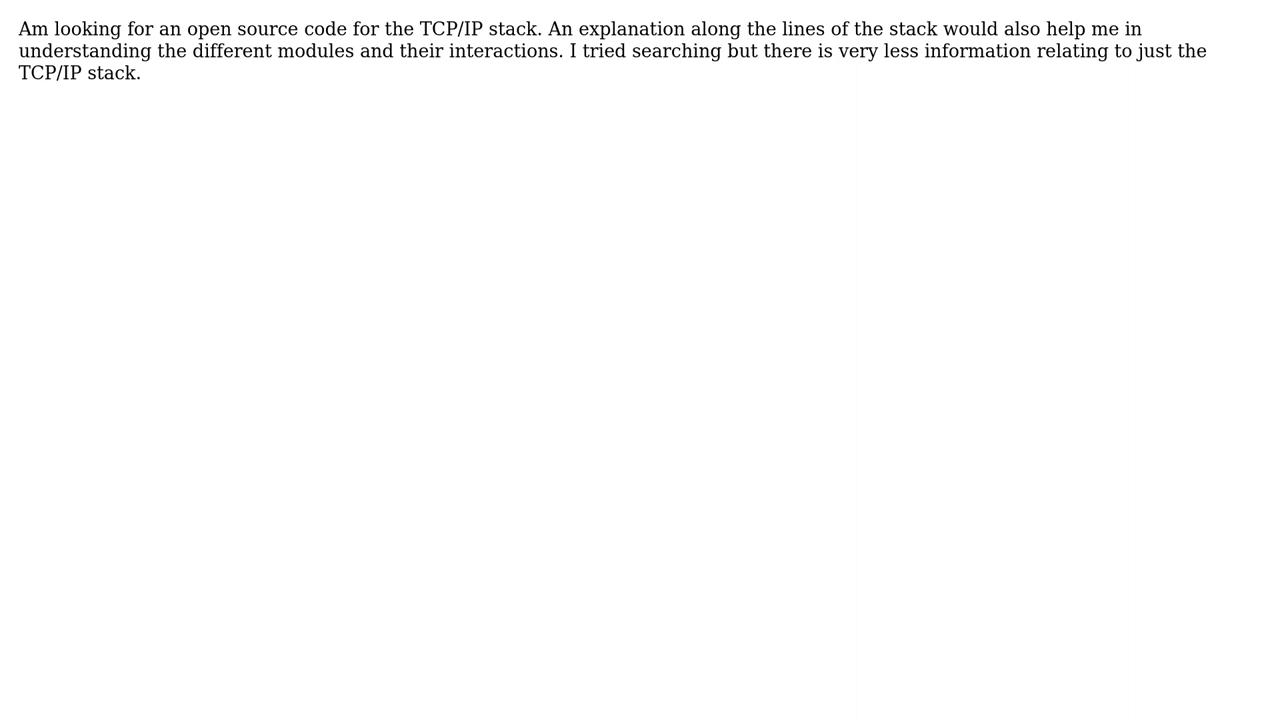 Am looking for an open source code for the TCP/IP stack. An explanation along the lines of the stack would also help me in
understanding the different modules and their interactions. I tried searching but there is very less information relating to just the
TCP/IP stack.